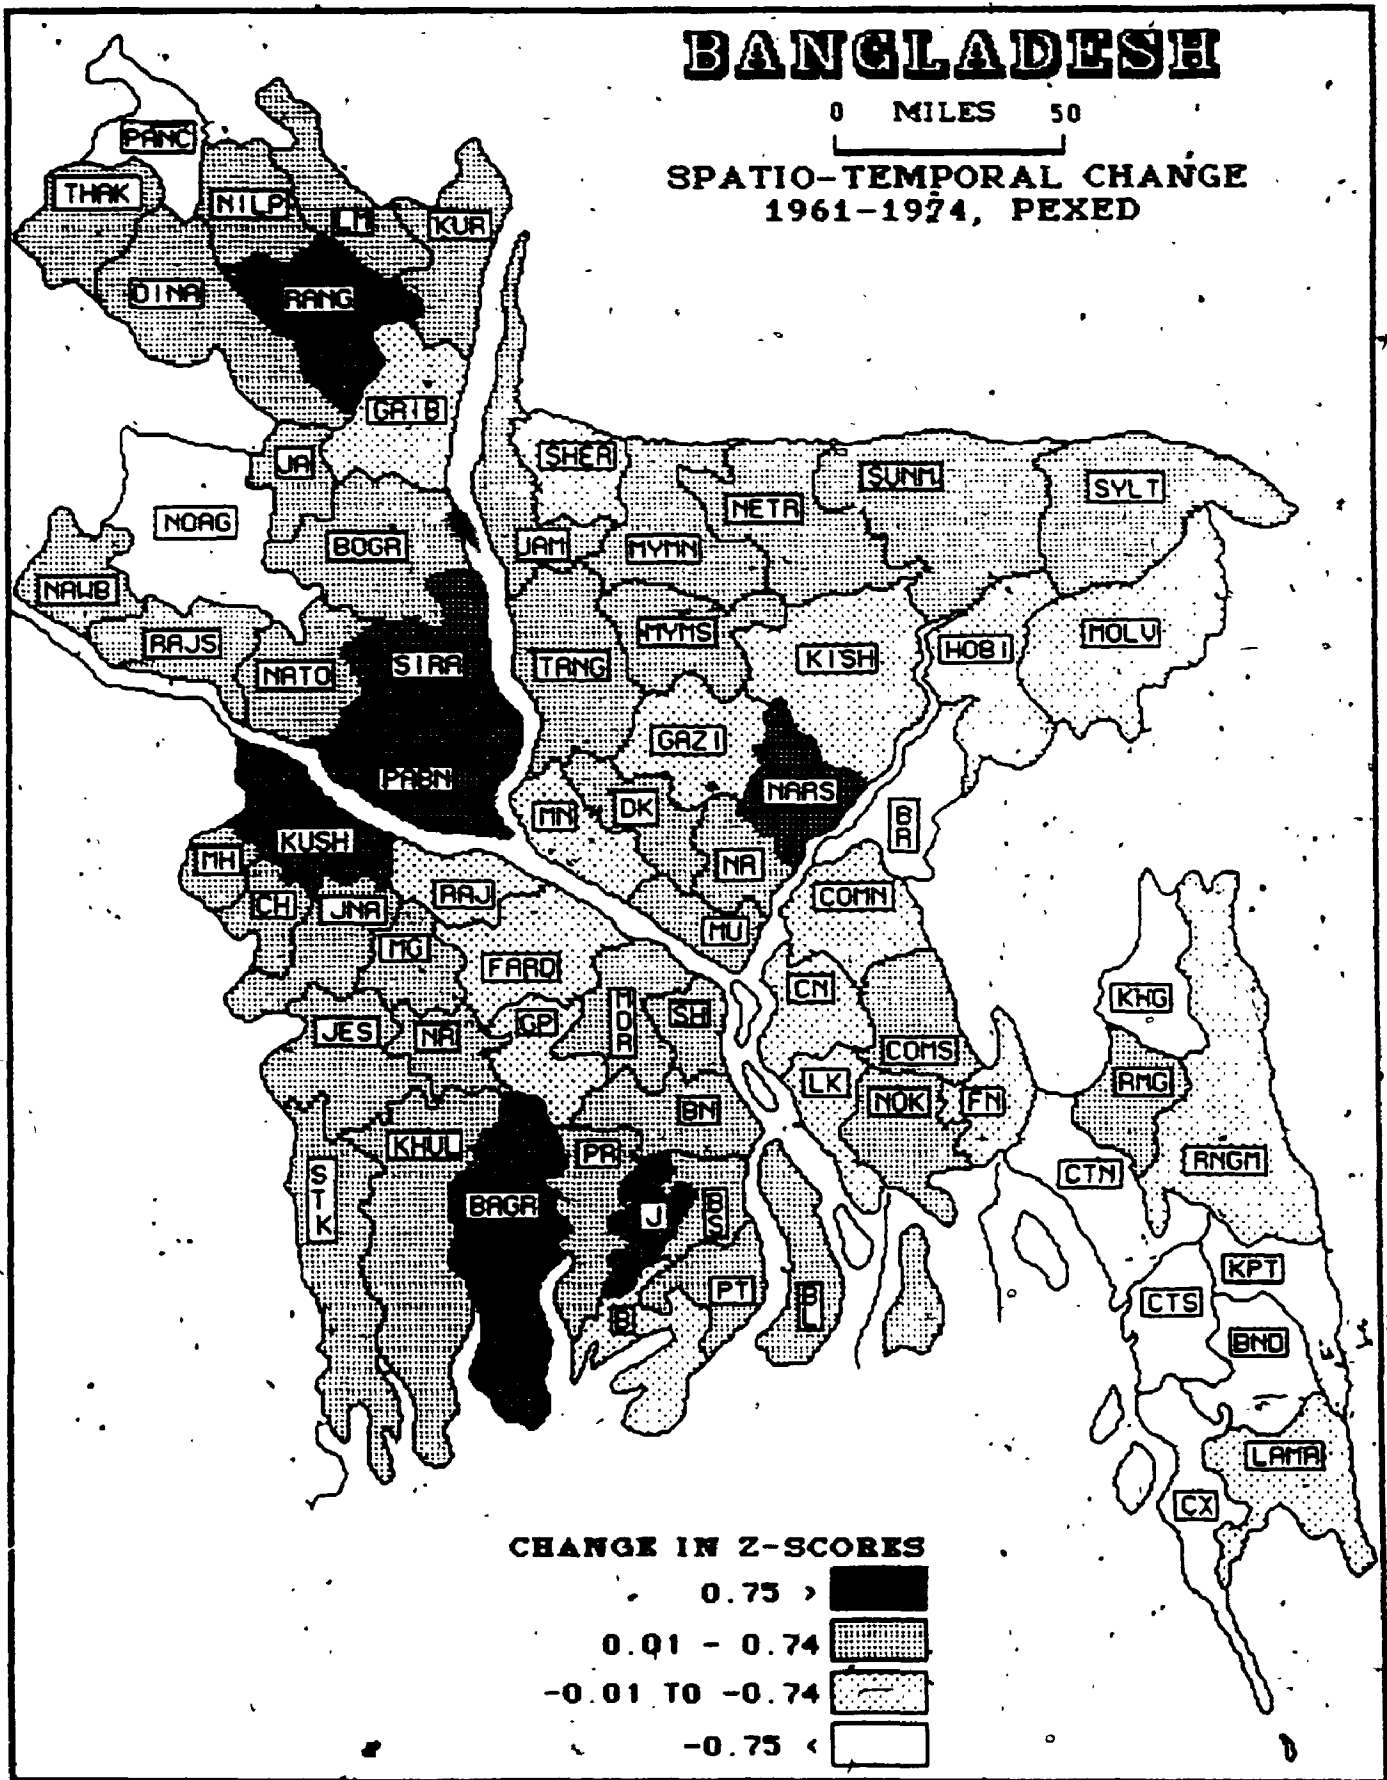 BANGLADESH
0 MILES 50
SPATIO-TEMPORAL CHANGE
1961-1974, PEXED
PANC
THAK
NILP
LM
KUR
DINA
RANG
GAIB
JA
SHER
SUNM
SYLT
NOAG
NETR
BOGR
JAM
MYMN
NAWB
RAJS
MYMS
MOLV
NATO
SIRA
TANG
KISH
HOBI
GAZI
PABN
NARS
MN
DK
BR
KUSH
MH
NA
RAJ
COMN
CH
JNA
MU
MG
FARD
CN
KHG
MDR
SH
GP
JES
NR
COMS
LK
NOK
FN
RMG
BN
KHUL
PR
STK
CTN
RNGM
BAGR
J
BS
PT
BL
B
KPT
CTS
BND
LAMA
CX
CHANGE IN Z-SCORES
0.75 >
0.01 - 0.74
-0.01 TO -0.74
-0.75 <